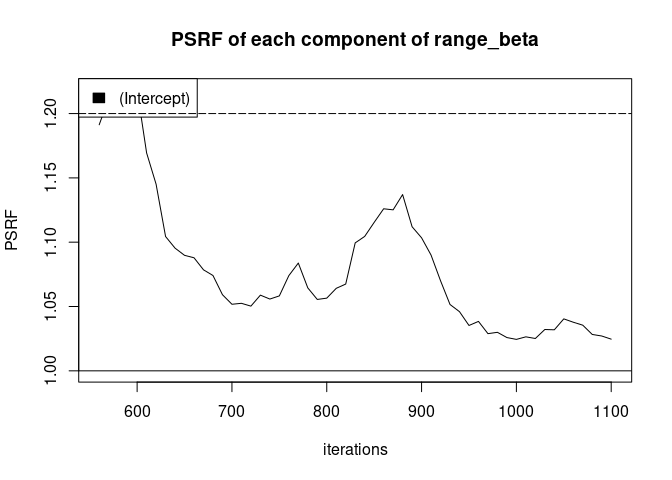 PSRF of each component of range_beta
(Intercept)
PSRF
1.20
1.15
1.10
1.05
1.00
600 700 800 900 1000 1100
iterations